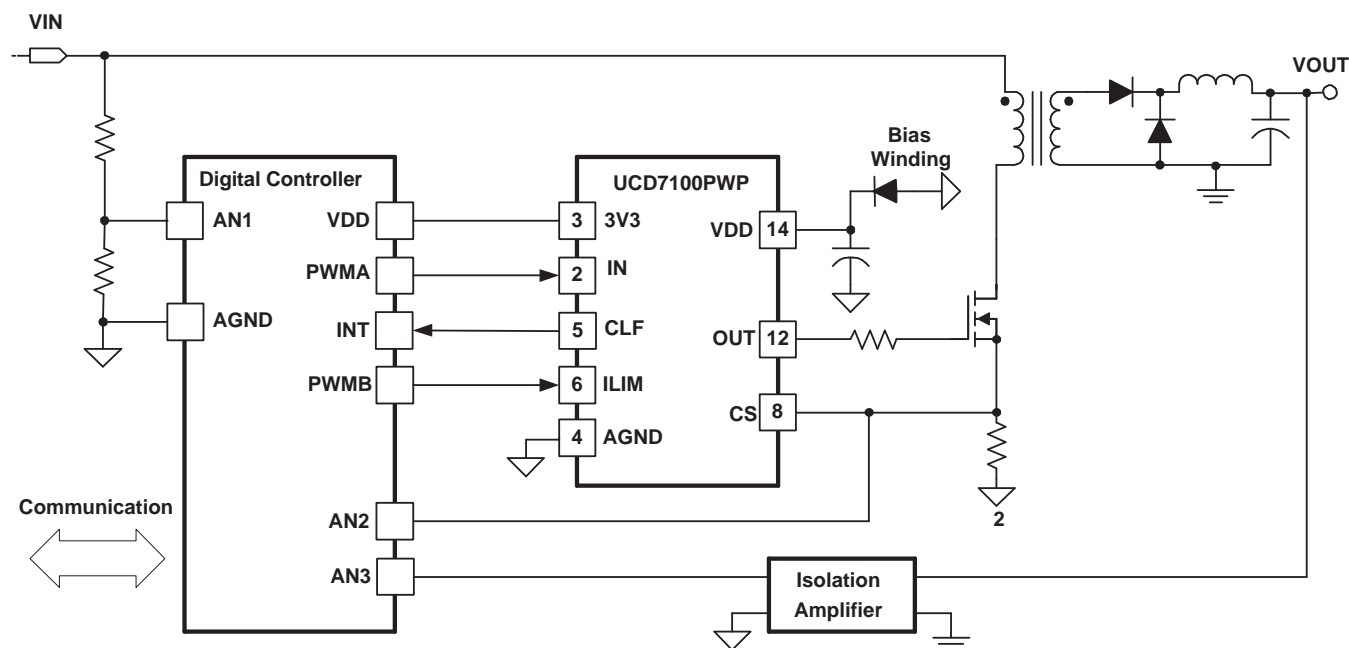 VIN
VOUT
Bias
Winding
Digital Controller
UCD7100PWP
AN1
VDD
3
3V3
VDD
14
PWMA
2
IN
AGND
INT
5
CLF
OUT
12
PWMB
6
ILIM
CS
8
4
AGND
Communication
AN2
2
AN3
Isolation
Amplifier